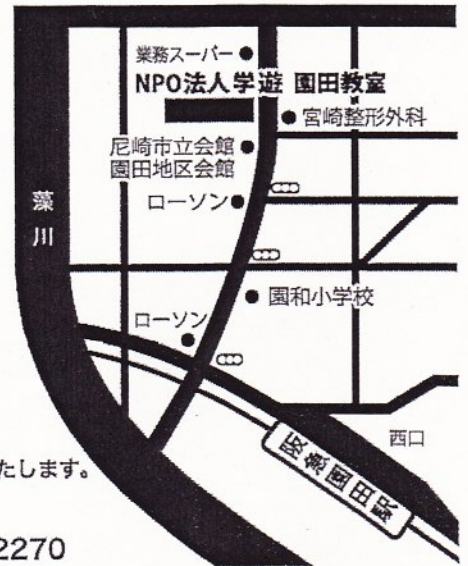 業務スーパー
NPO法人学遊 園田教室
宮崎整形外科
尼崎市立会館
園田地区会館
ローソン
藻川
園和小学校
ローソン
西口
阪急園田駅
たします。
2270